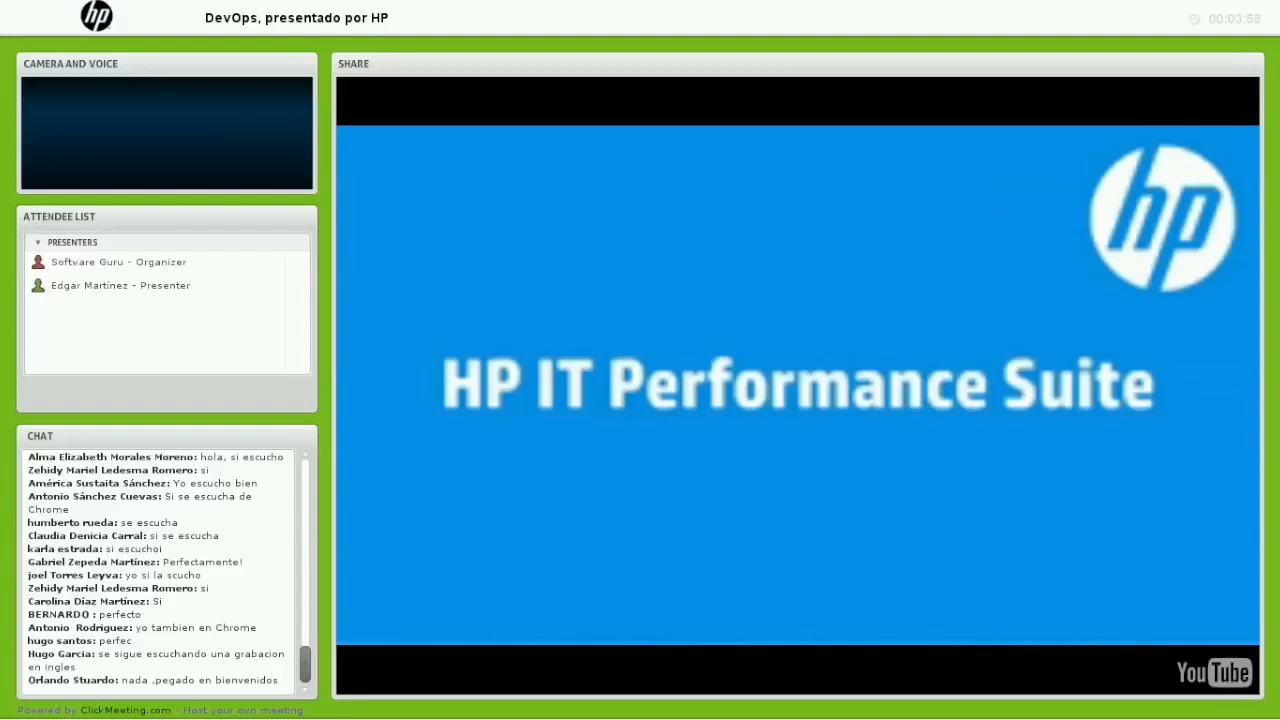 hp
DevOps, presentado por HP
00:03:58
CAMERA AND VOICE
SHARE
hp
HP IT Performance Suite
YouTube
ATTENDEE LIST
PRESENTERS
Software Guru - Organizer
Edgar Martínez - Presenter
CHAT
Alma Elizabeth Morales Moreno: hola, si escucho
Zehidy Mariel Ledesma Romero: si
América Sustaita Sánchez: Yo escucho bien
Antonio Sánchez Cuevas: Si se escucha de
Chrome
humberto rueda: se escucha
Claudia Denicia Carral: si se escucha
karla estrada: si escuchoi
Gabriel Zepeda Martínez: Perfectamente!
joel Torres Leyva: yo si la scucho
Zehidy Mariel Ledesma Romero: si
Carolina Díaz Martínez: Si
BERNARDO : perfecto
Antonio Rodriguez: yo tambien en Chrome
hugo santos: perfec
Hugo Garcia: se sigue escuchando una grabacion
en ingles
Orlando Stuardo: nada ,pegado en bienvenidos
Powered by ClickMeeting.com - Host your own meeting